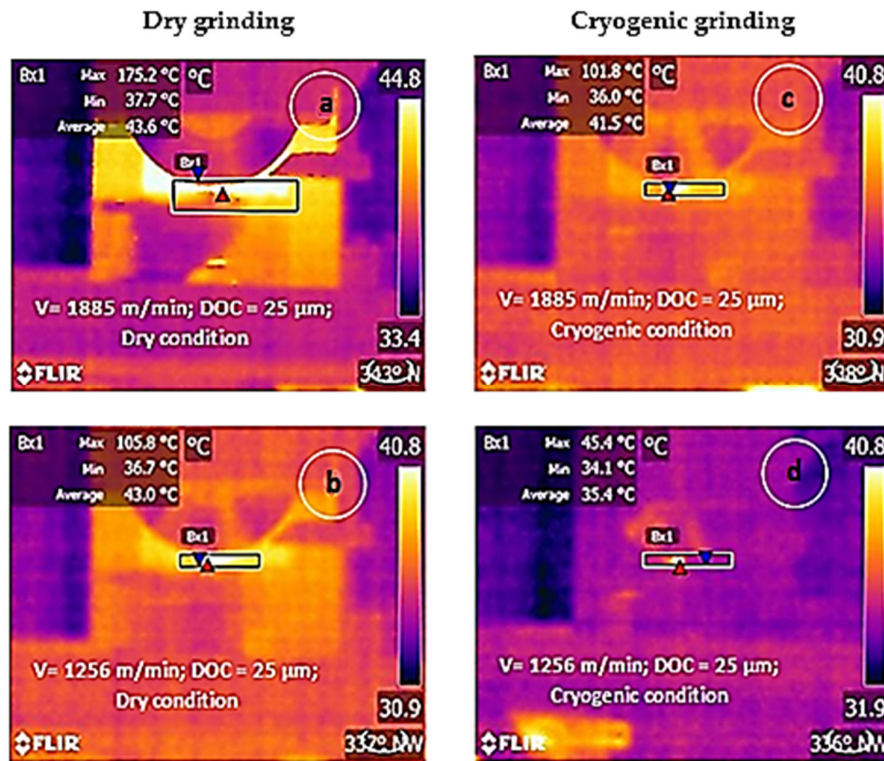 Dry grinding
Cryogenic grinding
Bx1 Max 175.2 °C °C 44.8
Min 37.7 °C
Average 43.6 °C
a
Bx1
V= 1885 m/min; DOC = 25 µm;
Dry condition
33.4
FLIR 343° N
Bx1 Max 101.8 °C °C 40.8
Min 36.0 °C
Average 41.5 °C
c
Bx1
V= 1885 m/min; DOC = 25 µm;
Cryogenic condition
30.9
FLIR 338° N
Bx1 Max 105.8 °C °C 40.8
Min 36.7 °C
Average 43.0 °C
b
Bx1
V= 1256 m/min; DOC = 25 µm;
Dry condition
30.9
FLIR
Bx1 Max 45.4 °C °C 40.8
Min 34.1 °C
Average 35.4 °C
d
Bx1
V= 1256 m/min; DOC = 25 µm;
Cryogenic condition
31.9
FLIR